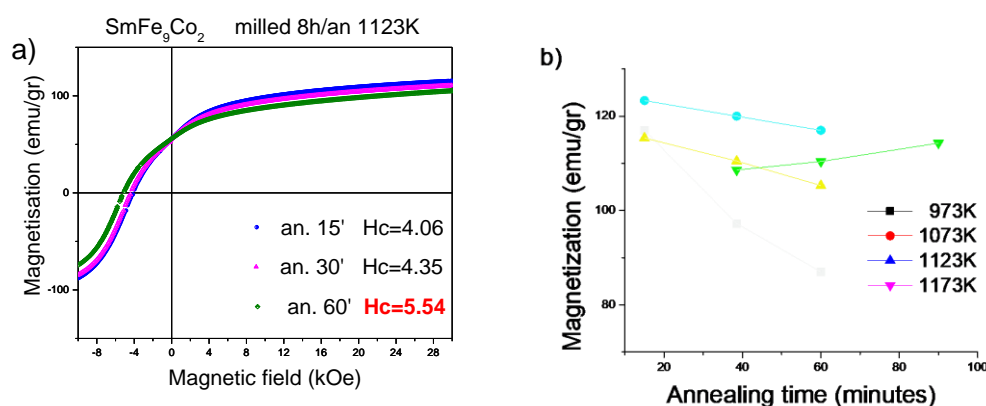 SmFe₉Co₂ milled 8h/an 1123K
a)
Magnetisation (emu/gr)
100
0
-100
an. 15' Hc=4.06
an. 30' Hc=4.35
an. 60' Hc=5.54
-8 -4 0 4 8 12 16 20 24 28
Magnetic field (kOe)
b)
Magnetization (emu/gr)
120
100
80
973K
1073K
1123K
1173K
20 40 60 80 100
Annealing time (minutes)